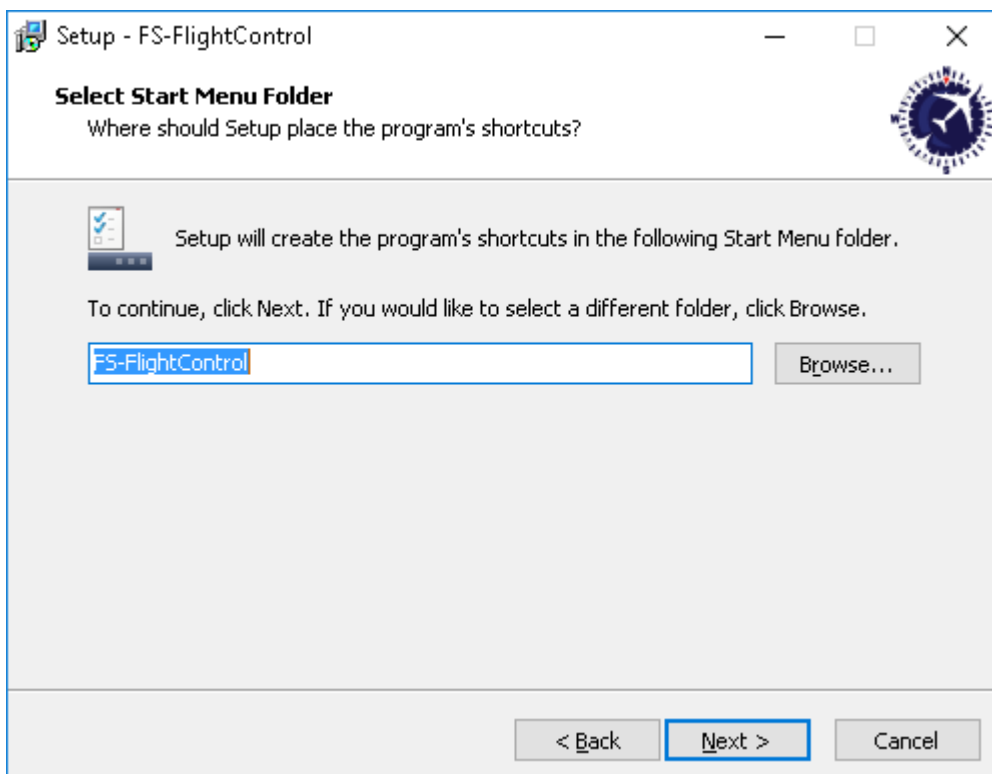 Setup - FS-FlightControl
Select Start Menu Folder
Where should Setup place the program's shortcuts?
N
W
S
Setup will create the program's shortcuts in the following Start Menu folder.
To continue, click Next. If you would like to select a different folder, click Browse.
FS-FlightControl
Browse...
< Back
Next >
Cancel